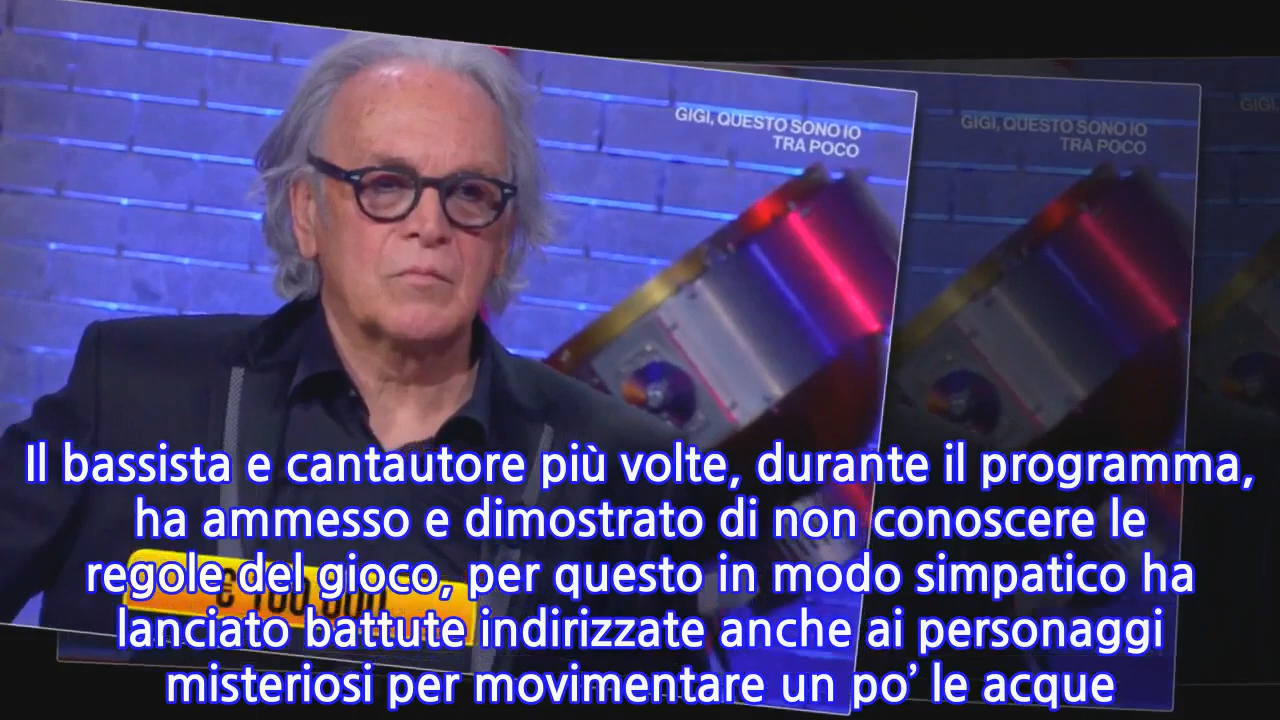 GIGI, QUESTO SONO IO
TRA POCO
GIGI, QUESTO SONO IO
TRA POCO
Il bassista e cantautore più volte, durante il programma,
ha ammesso e dimostrato di non conoscere le
regole del gioco, per questo in modo simpatico ha
lanciato battute indirizzate anche ai personaggi
misteriosi per movimentare un po’ le acque